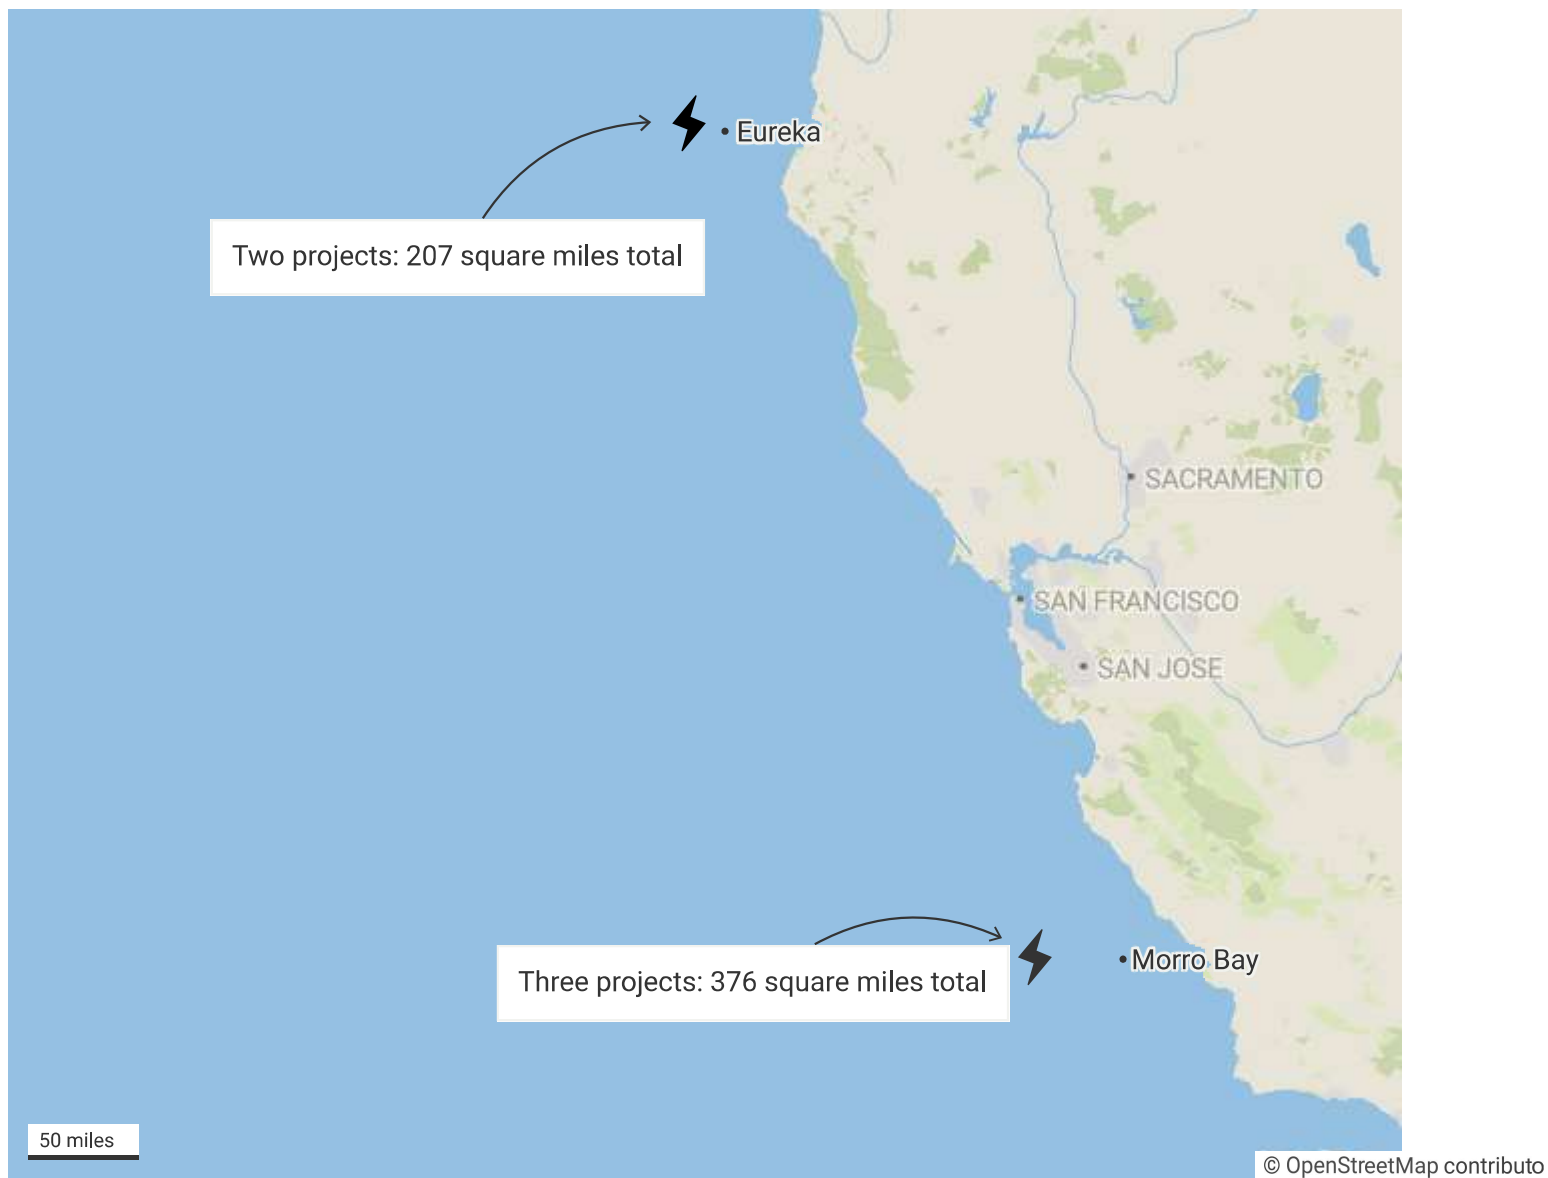 Eureka
Two projects: 207 square miles total
SACRAMENTO
SAN FRANCISCO
SAN JOSE
Morro Bay
Three projects: 376 square miles total
50 miles
© OpenStreetMap contributo